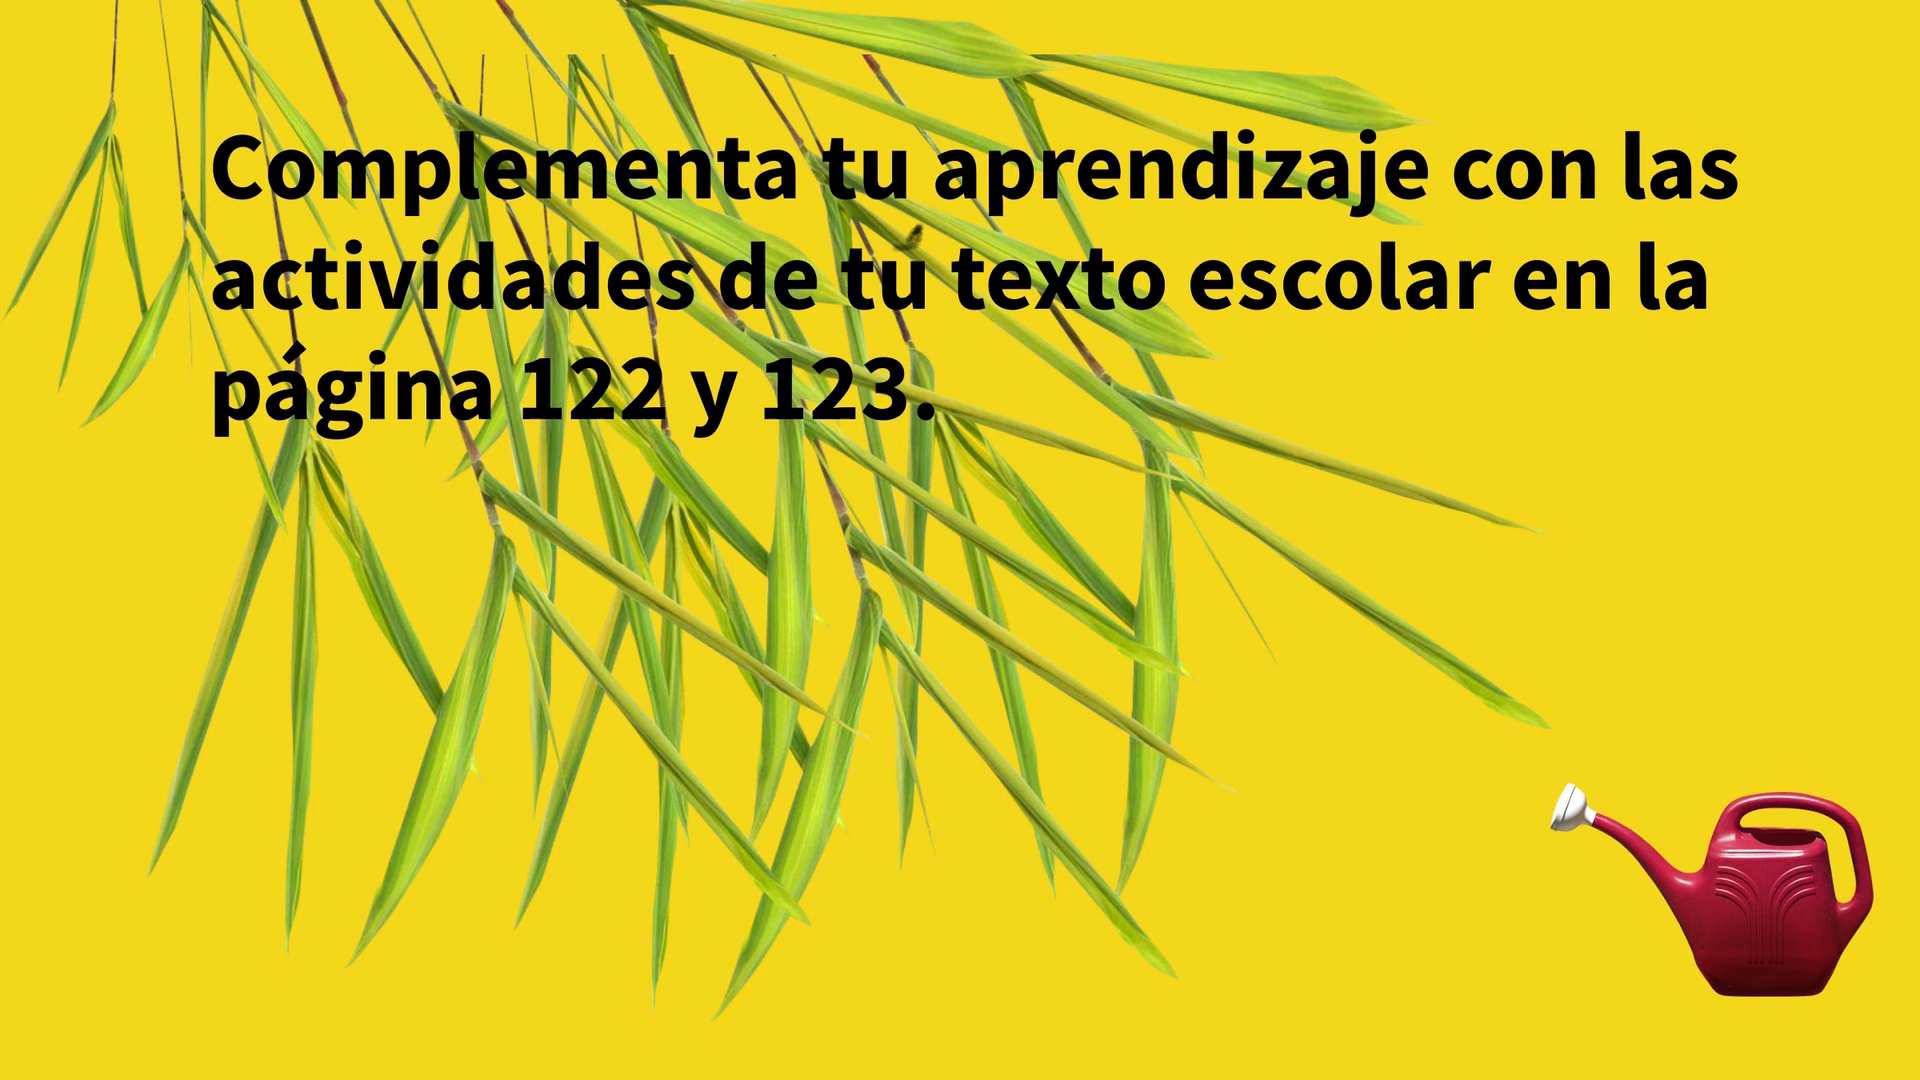 Complementa tu aprendizaje con las
actividades de tu texto escolar en la
página 122 y 123.